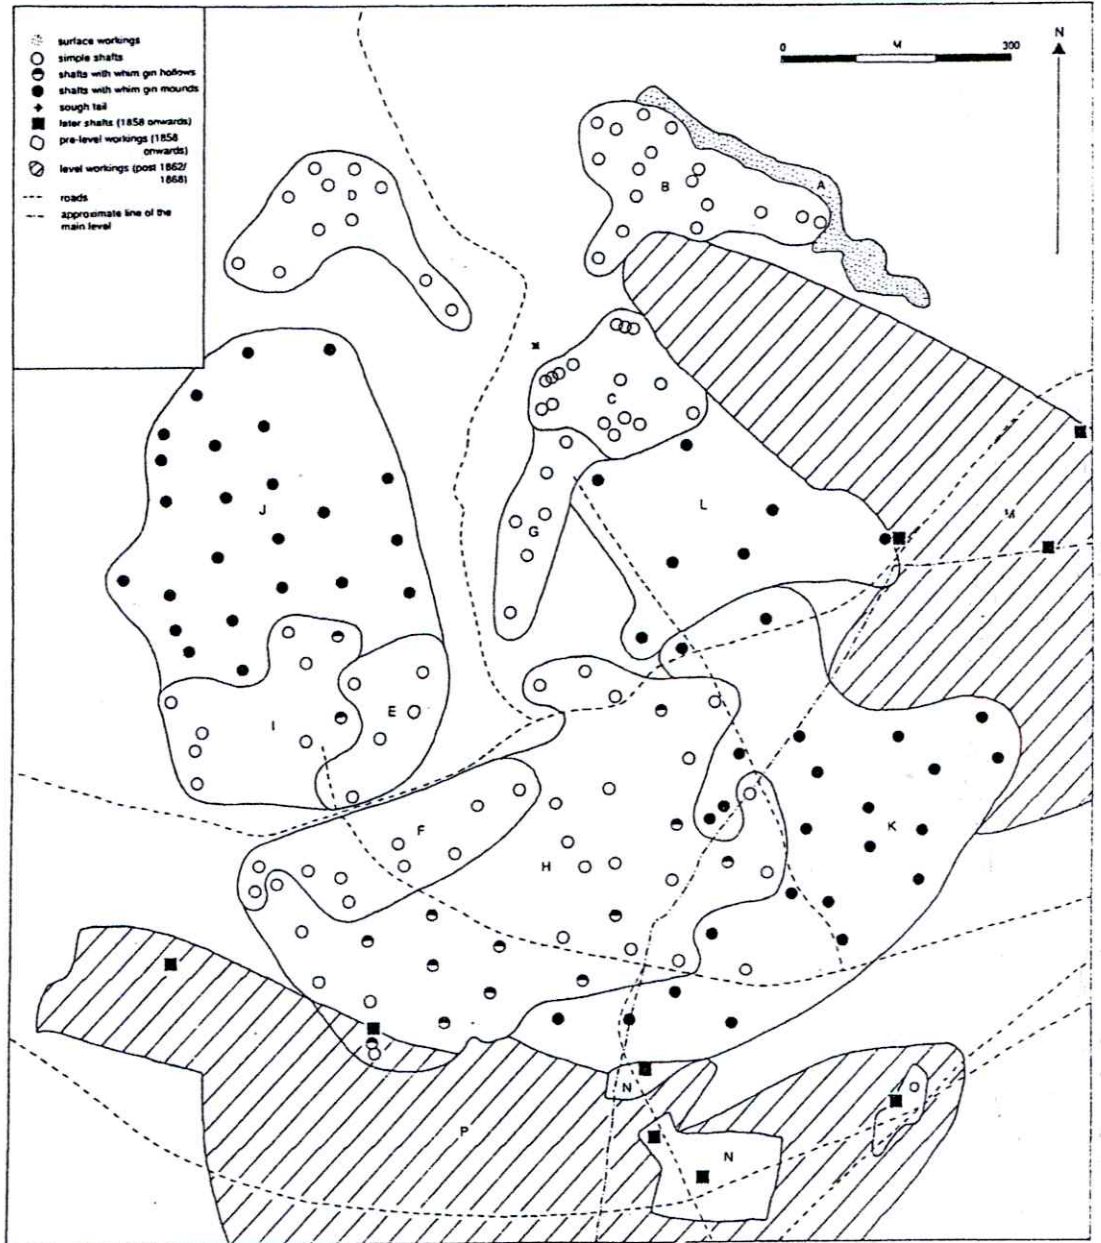 surface workings
simple shafts
shafts with whim gin hollows
shafts with whim gin mounds
sough tail
later shafts (1858 onwards)
pre-level workings (1858
onwards)
level workings (post 1862/
1868)
roads
approximate line of the
main level
0 M 300
N
A
B
D
C
L
J
G
M
E
I
F
K
H
N
P
N